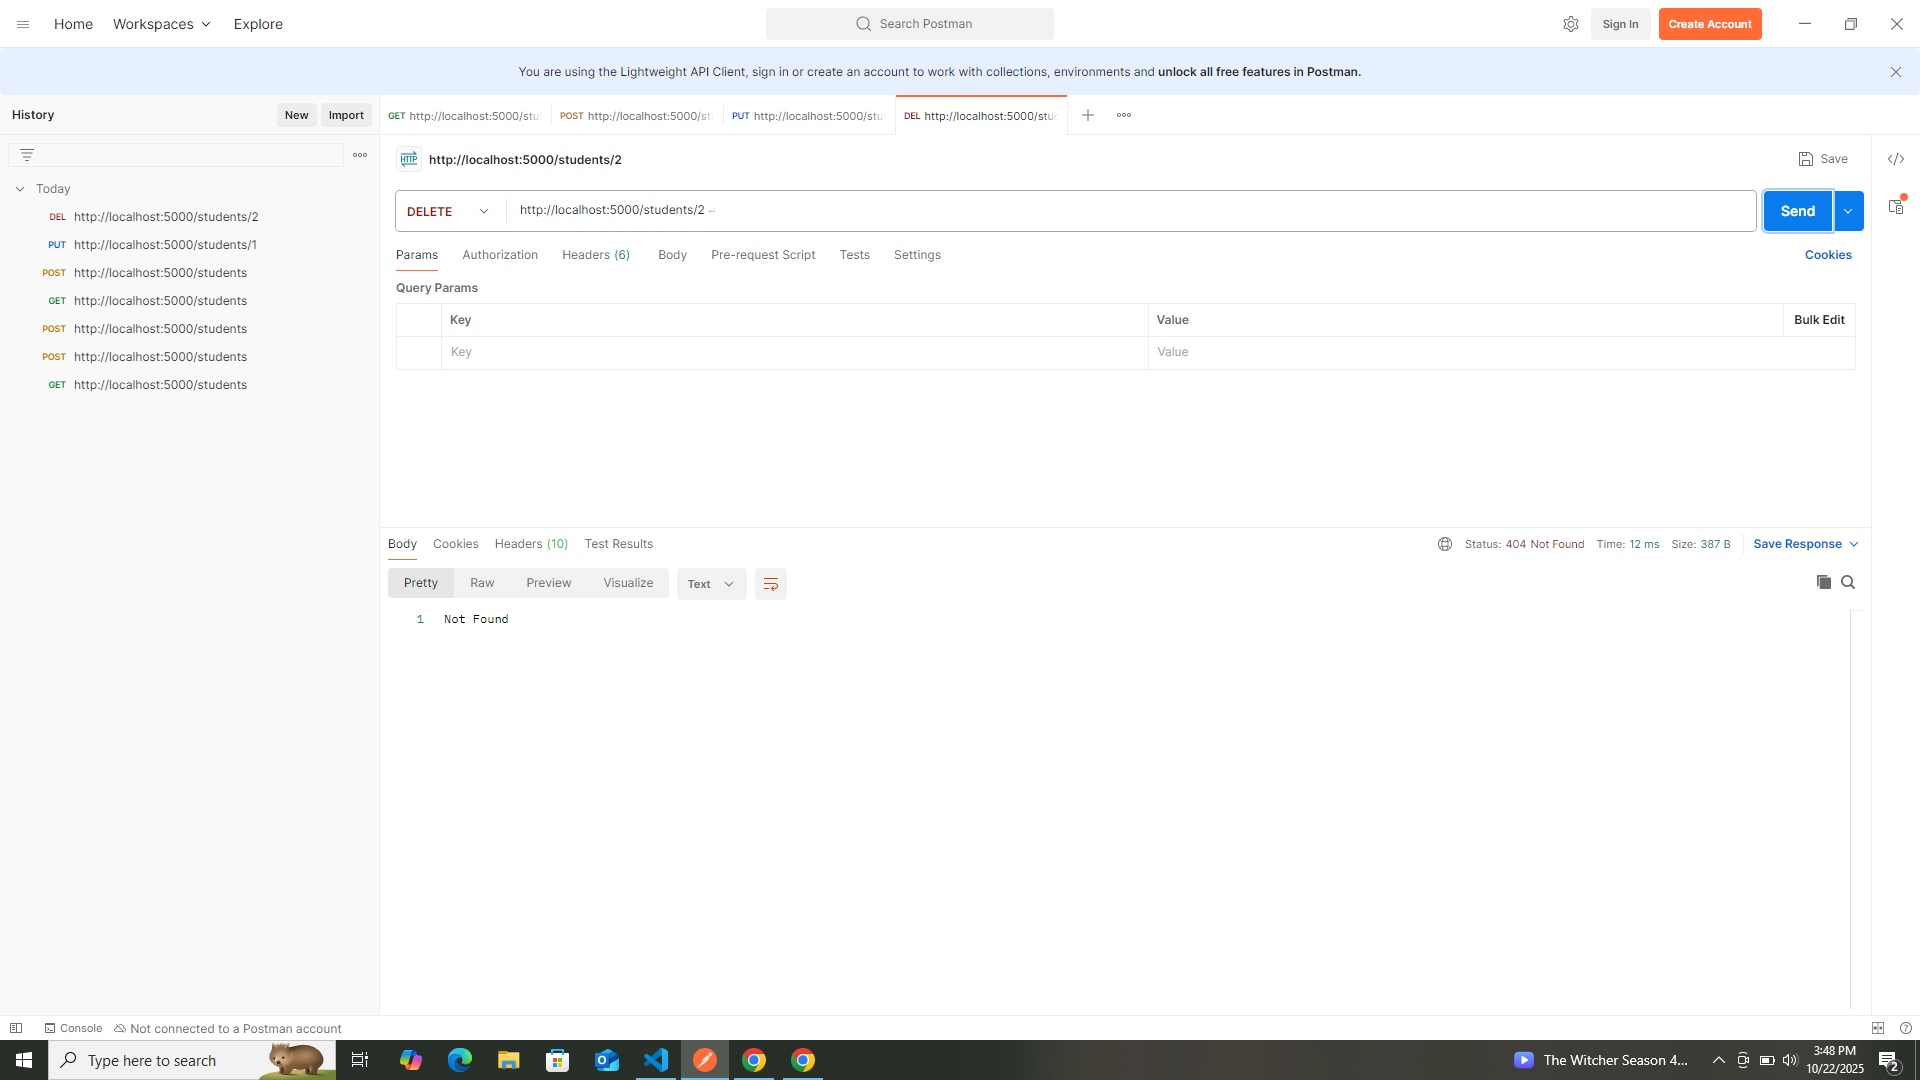 Home Workspaces Explore Search Postman Sign In Create Account
You are using the Lightweight API Client, sign in or create an account to work with collections, environments and unlock all free features in Postman.
History New Import
GET http://localhost:5000/stu POST http://localhost:5000/st PUT http://localhost:5000/stu DEL http://localhost:5000/stu
Today
DEL http://localhost:5000/students/2
PUT http://localhost:5000/students/1
POST http://localhost:5000/students
GET http://localhost:5000/students
POST http://localhost:5000/students
POST http://localhost:5000/students
GET http://localhost:5000/students
HTTP http://localhost:5000/students/2 Save
DELETE http://localhost:5000/students/2 Send
Params Authorization Headers (6) Body Pre-request Script Tests Settings Cookies
Query Params
Key Value Bulk Edit
Key Value
Body Cookies Headers (10) Test Results Status: 404 Not Found Time: 12 ms Size: 387 B Save Response
Pretty Raw Preview Visualize Text
1 Not Found
Console Not connected to a Postman account
Type here to search The Witcher Season 4... 3:48 PM
10/22/2025 2